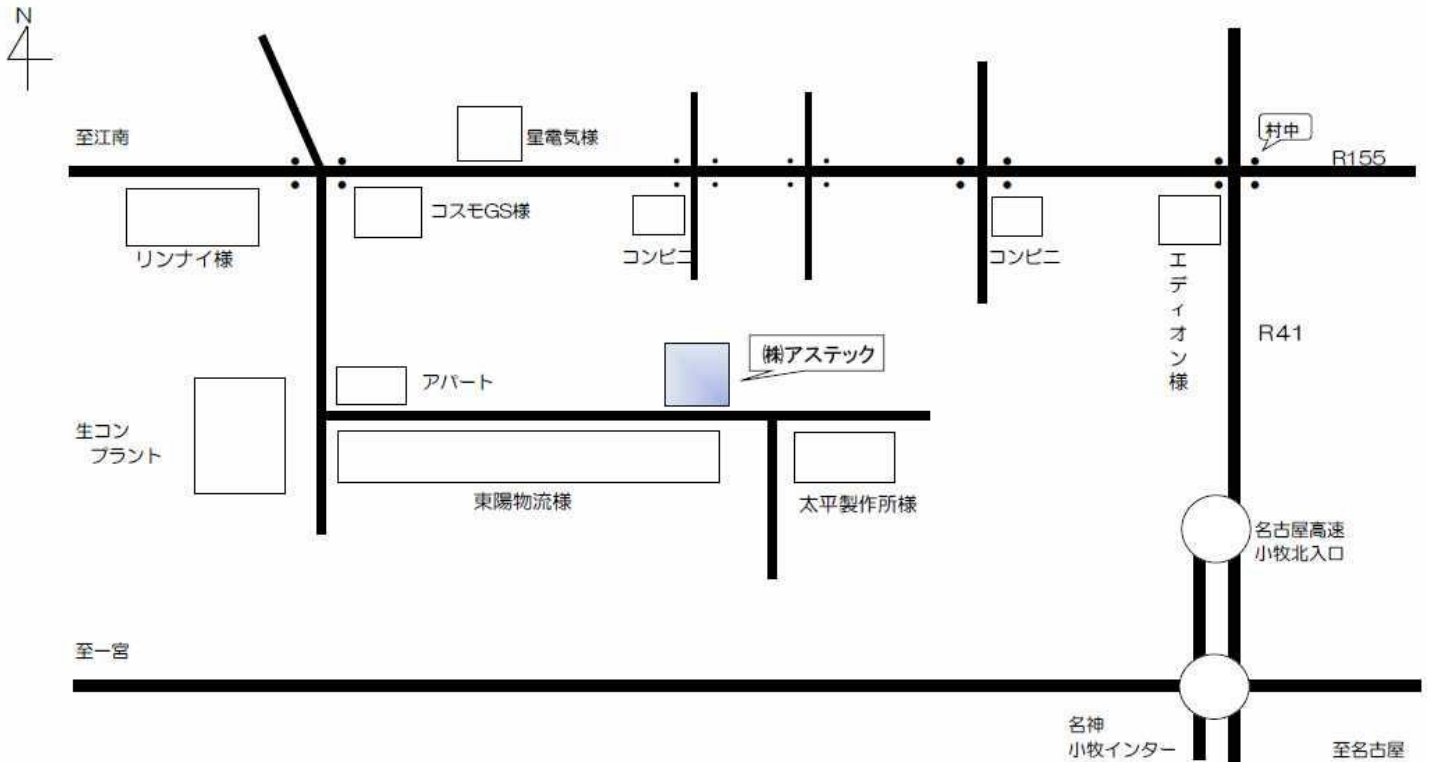 N
至江南
星電気様
村中
R155
コスモGS様
リンナイ様
コンビニ
コンビニ
エディオン様
R41
㈱アステック
アパート
生コン
プラント
東陽物流様
太平製作所様
名古屋高速
小牧北入口
至一宮
名神
小牧インター
至名古屋